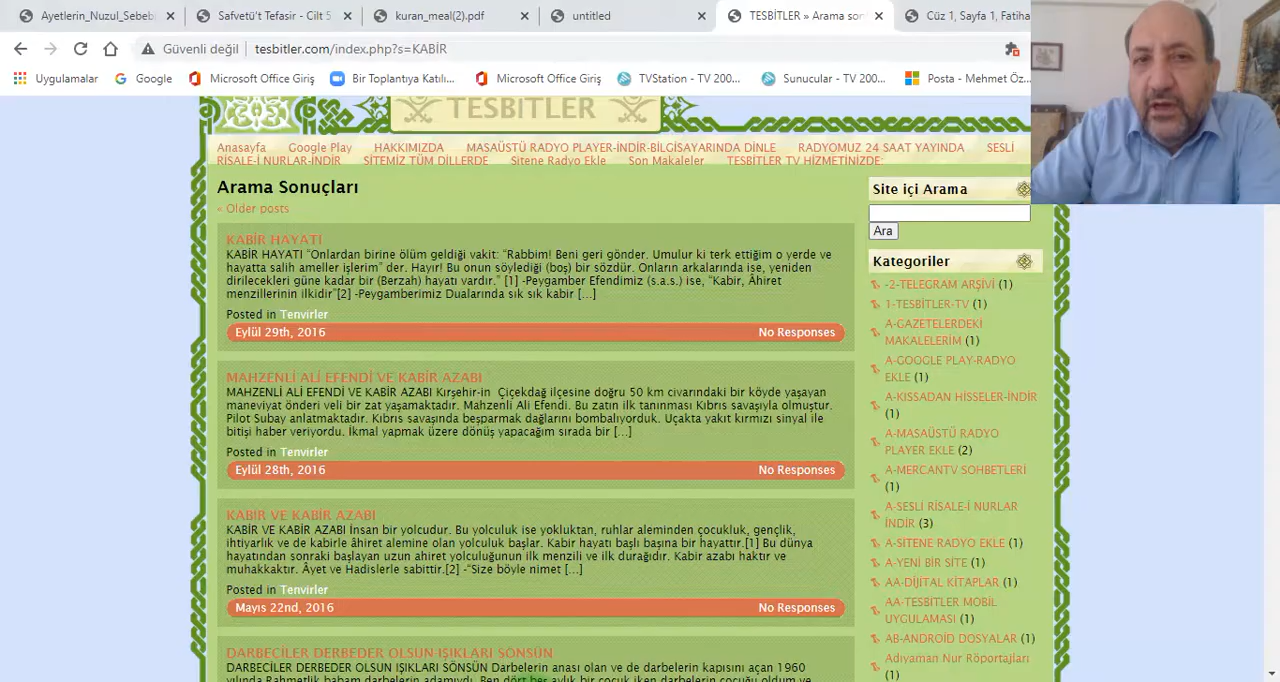 Ayetlerin_Nuzul_Sebebi
Safvetü't Tefasir - Cilt 5
kuran_meal(2).pdf
untitled
TESBİTLER » Arama son
Cüz 1, Sayfa 1, Fatiha
Güvenli değil
tesbitler.com/index.php?s=KABİR
Uygulamalar
Google
Microsoft Office Giriş
Bir Toplantıya Katılı...
Microsoft Office Giriş
TVStation - TV 200...
Sunucular - TV 200...
Posta - Mehmet Öz...
TESBİTLER
Anasayfa Google Play HAKKIMIZDA MASAÜSTÜ RADYO PLAYER-İNDİR-BİLGİSAYARINDA DİNLE RADYOMUZ 24 SAAT YAYINDA SESLİ
RİSALE-İ NURLAR-İNDİR SİTEMİZ TÜM DİLLERDE Sitene Radyo Ekle Son Makaleler TESBİTLER TV HİZMETİNİZDE:
Arama Sonuçları
« Older posts
KABİR HAYATI
KABİR HAYATI “Onlardan birine ölüm geldiği vakit: “Rabbim! Beni geri gönder. Umulur ki terk ettiğim o yerde ve
hayatta salih ameller işlerim” der. Hayır! Bu onun söylediği (boş) bir sözdür. Onların arkalarında ise, yeniden
dirilecekleri güne kadar bir (Berzah) hayatı vardır.” [1] -Peygamber Efendimiz (s.a.s.) ise, “Kabir, Âhiret
menzillerinin ilkidir”[2] -Peygamberimiz Dualarında sık sık kabir [...]
Posted in Tenvirler
Eylül 29th, 2016 No Responses
MAHZENLİ ALİ EFENDİ VE KABİR AZABI
MAHZENLİ ALİ EFENDİ VE KABİR AZABI Kırşehir-in Çiçekdağ ilçesine doğru 50 km civarındaki bir köyde yaşayan
maneviyat önderi veli bir zat yaşamaktadır. Mahzenli Ali Efendi. Bu zatın ilk tanınması Kıbrıs savaşıyla olmuştur.
Pilot Subay anlatmaktadır. Kıbrıs savaşında beşparmak dağlarını bombalıyorduk. Uçakta yakıt kırmızı sinyal ile
bitişi haber veriyordu. İkmal yapmak üzere dönüş yapacağım sırada bir [...]
Posted in Tenvirler
Eylül 28th, 2016 No Responses
KABİR VE KABİR AZABI
KABİR VE KABİR AZABI İnsan bir yolcudur. Bu yolculuk ise yokluktan, ruhlar aleminden çocukluk, gençlik,
ihtiyarlık ve de kabirle âhiret alemine olan yolculuk başlar. Kabir hayatı başlı başına bir hayattır.[1] Bu dünya
hayatından sonraki başlayan uzun ahiret yolculuğunun ilk menzili ve ilk durağıdır. Kabir azabı haktır ve
muhakkaktır. Âyet ve Hadislerle sabittir.[2] -“Size böyle nimet [...]
Posted in Tenvirler
Mayıs 22nd, 2016 No Responses
DARBECİLER DERBEDER OLSUN-IŞIKLARI SÖNSÜN
DARBECİLER DERBEDER OLSUN IŞIKLARI SÖNSÜN Darbelerin anası olan ve de darbelerin kapısını açan 1960
yılında Rahmetlik babam darbelerin adamıydı. Ben dört beş aylık bir çocuk iken darbelerin çocuğu oldum ve
Site içi Arama
Ara
Kategoriler
-2-TELEGRAM ARŞİVİ (1)
1-TESBİTLER-TV (1)
A-GAZETELERDEKİ
MAKALELERİM (1)
A-GOOGLE PLAY-RADYO
EKLE (1)
A-KISSADAN HİSSELER-İNDİR
(1)
A-MASAÜSTÜ RADYO
PLAYER EKLE (2)
A-MERCANTV SOHBETLERİ
(1)
A-SESLİ RİSALE-İ NURLAR
İNDİR (3)
A-SİTENE RADYO EKLE (1)
A-YENİ BİR SİTE (1)
AA-DİJİTAL KİTAPLAR (1)
AA-TESBİTLER MOBİL
UYGULAMASI (1)
AB-ANDROİD DOSYALAR (1)
Adıyaman Nur Röportajları
(1)